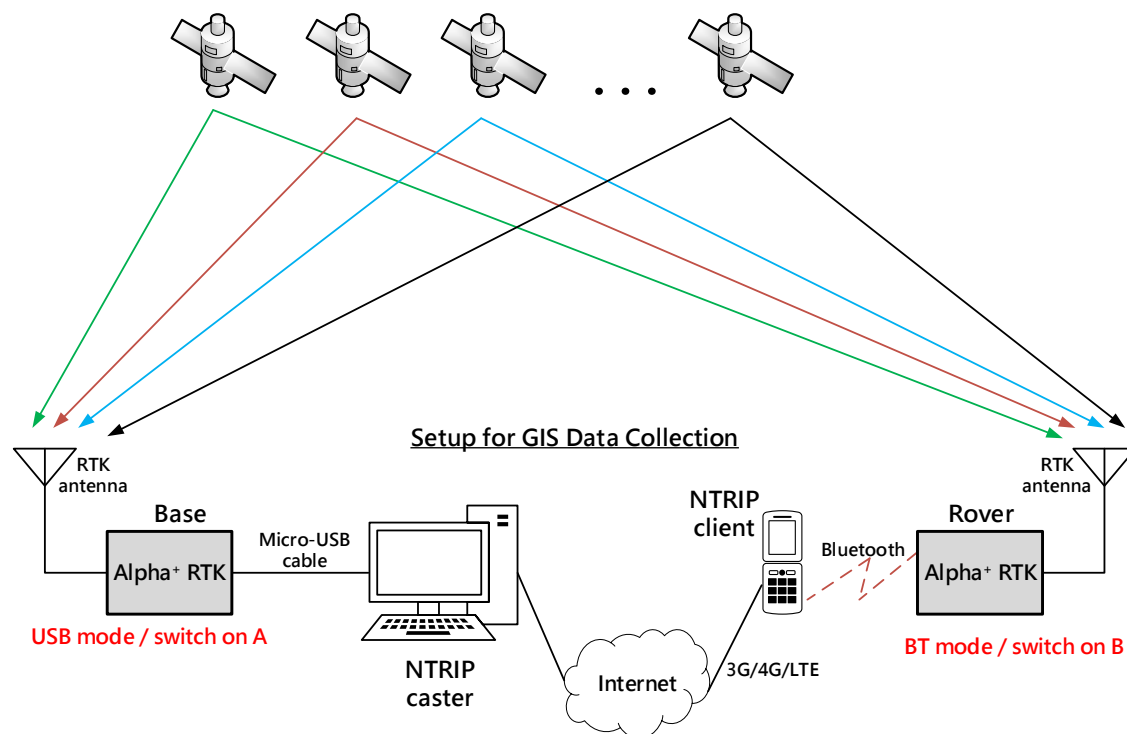 . . .
Setup for GIS Data Collection
RTK
antenna
RTK
antenna
Base
Micro-USB
cable
NTRIP
client
Bluetooth
Rover
Alpha⁺ RTK
Alpha⁺ RTK
USB mode / switch on A
BT mode / switch on B
NTRIP
caster
Internet
3G/4G/LTE